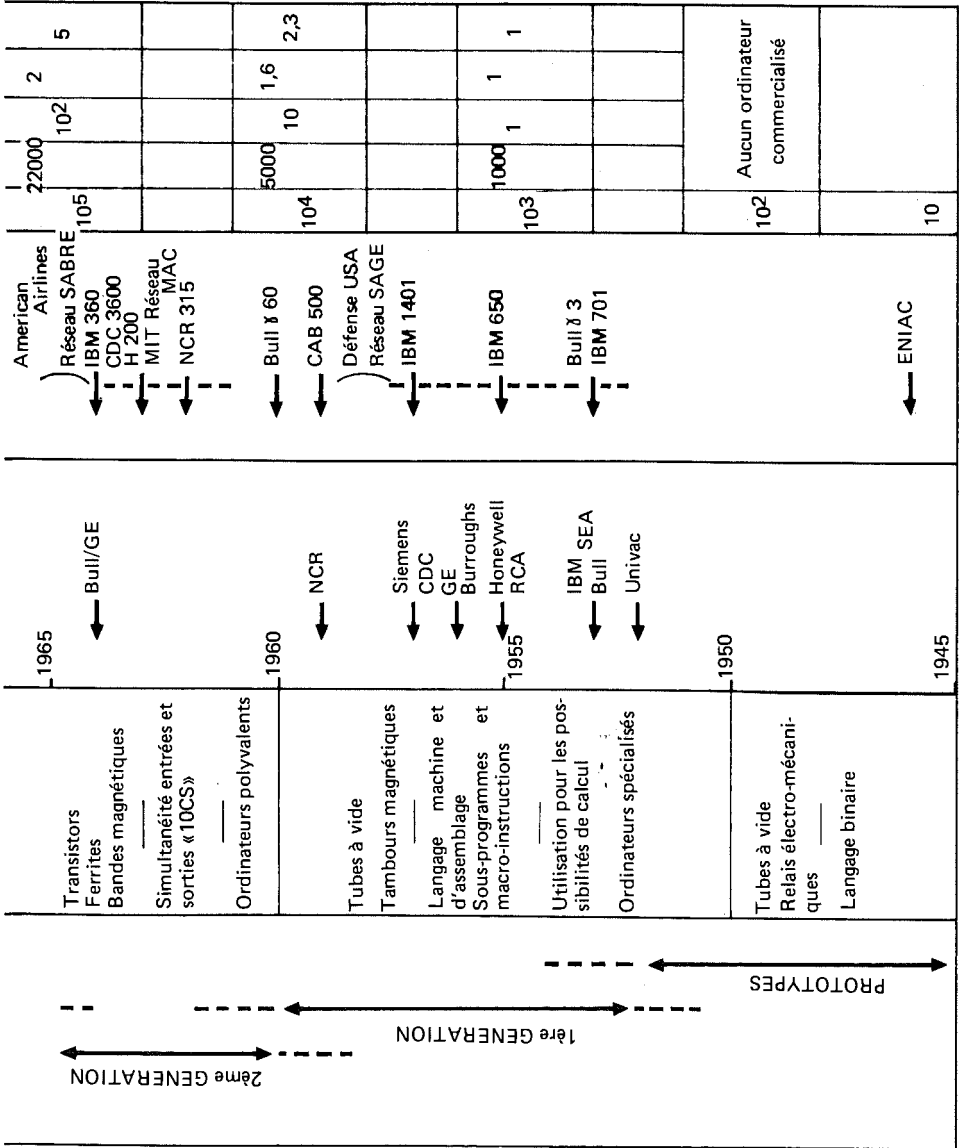 PROTOTYPES
1ère GENERATION
2ème GENERATION
Transistors
Ferrites
Bandes magnétiques
Simultanéité entrées et
sorties «10CS»
Ordinateurs polyvalents
Tubes à vide
Tambours magnétiques
Langage machine et
d'assemblage
Sous-programmes et
macro-instructions
Utilisation pour les pos-
sibilités de calcul
Ordinateurs spécialisés
Tubes à vide
Relais électro-mécani-
ques
Langage binaire
1965
1960
1955
1950
1945
Bull/GE
NCR
Siemens
CDC
GE
Burroughs
Honeywell
RCA
IBM SEA
Bull
Univac
American
Airlines
Réseau SABRE
IBM 360
CDC 3600
H 200
MIT Réseau
MAC
NCR 315
Bull ɣ 60
CAB 500
Défense USA
Réseau SAGE
IBM 1401
IBM 650
Bull ɣ 3
IBM 701
ENIAC
10⁵
10⁴
10³
10²
10
22000
5000
1000
10²
10
1
2
1,6
1
5
2,3
1
Aucun ordinateur
commercialisé